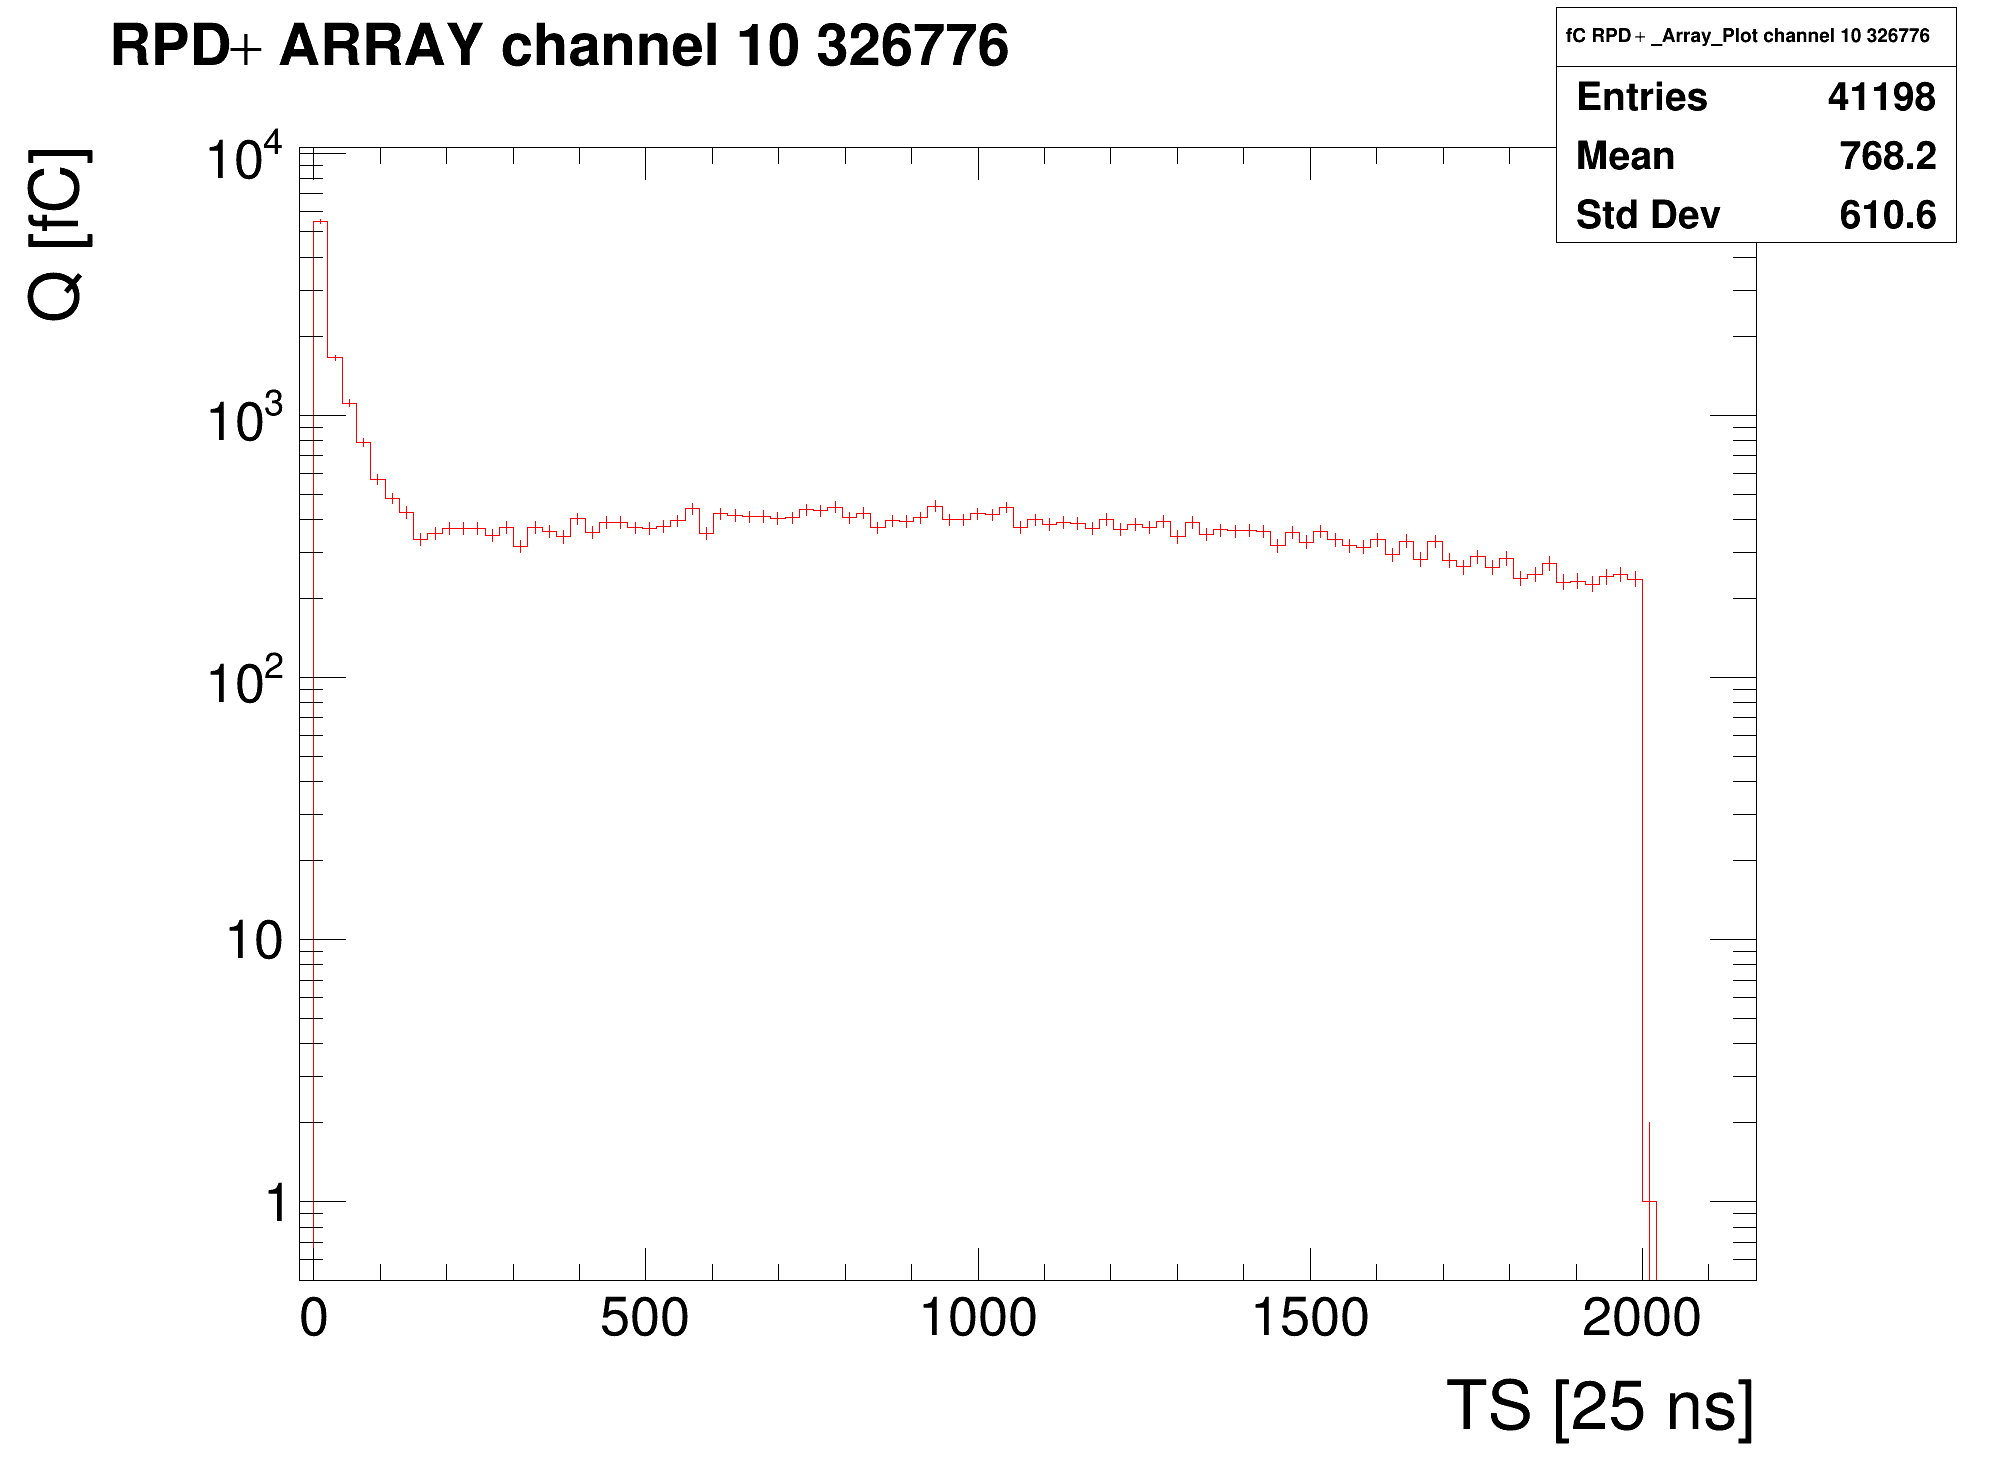 RPD+ ARRAY channel 10 326776
fC RPD + _Array_Plot channel 10 326776
Entries 41198
Mean 768.2
Std Dev 610.6
Q [fC]
10^4
10^3
10^2
10
1
0 500 1000 1500 2000
TS [25 ns]